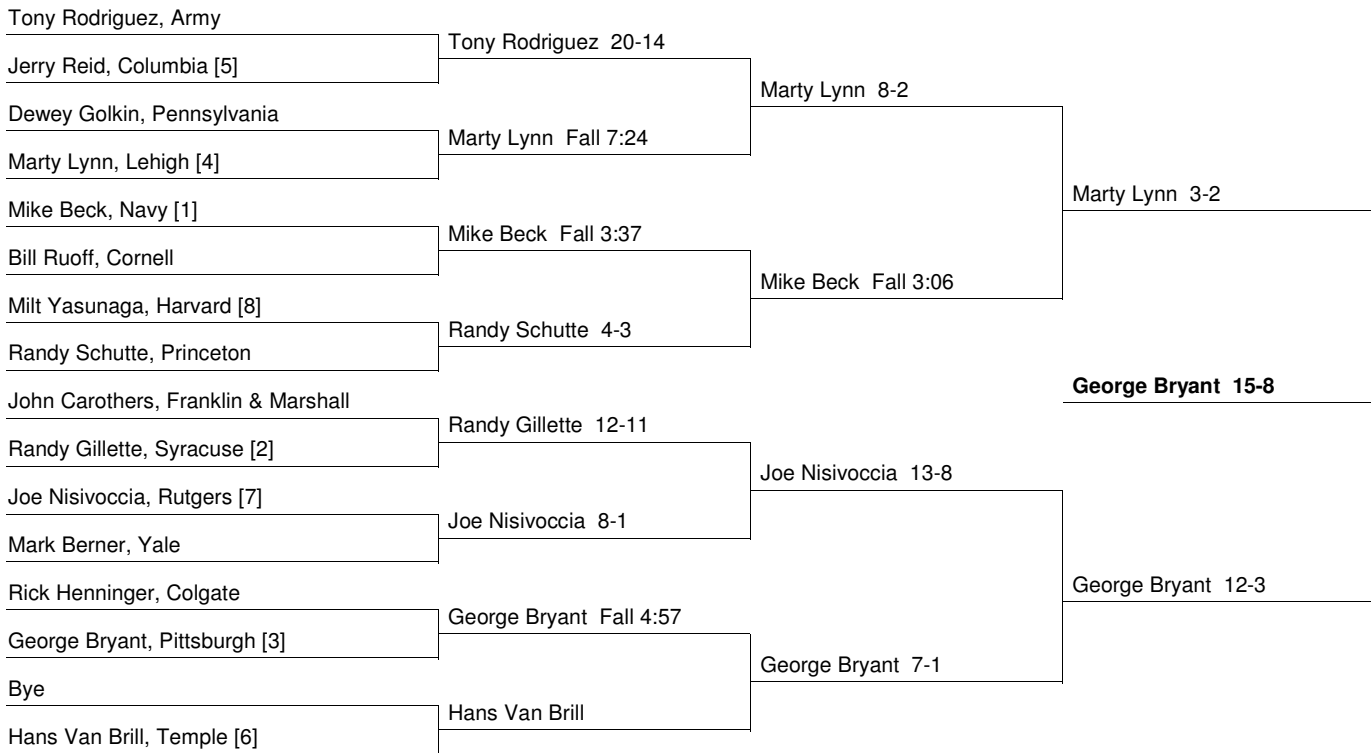 Tony Rodriguez, Army
Jerry Reid, Columbia [5]
Dewey Golkin, Pennsylvania
Marty Lynn, Lehigh [4]
Mike Beck, Navy [1]
Bill Ruoff, Cornell
Milt Yasunaga, Harvard [8]
Randy Schutte, Princeton
John Carothers, Franklin & Marshall
Randy Gillette, Syracuse [2]
Joe Nisivoccia, Rutgers [7]
Mark Berner, Yale
Rick Henninger, Colgate
George Bryant, Pittsburgh [3]
Bye
Hans Van Brill, Temple [6]
Tony Rodriguez 20-14
Marty Lynn Fall 7:24
Mike Beck Fall 3:37
Randy Schutte 4-3
Randy Gillette 12-11
Joe Nisivoccia 8-1
George Bryant Fall 4:57
Hans Van Brill
Marty Lynn 8-2
Mike Beck Fall 3:06
Joe Nisivoccia 13-8
George Bryant 7-1
Marty Lynn 3-2
George Bryant 15-8
George Bryant 12-3